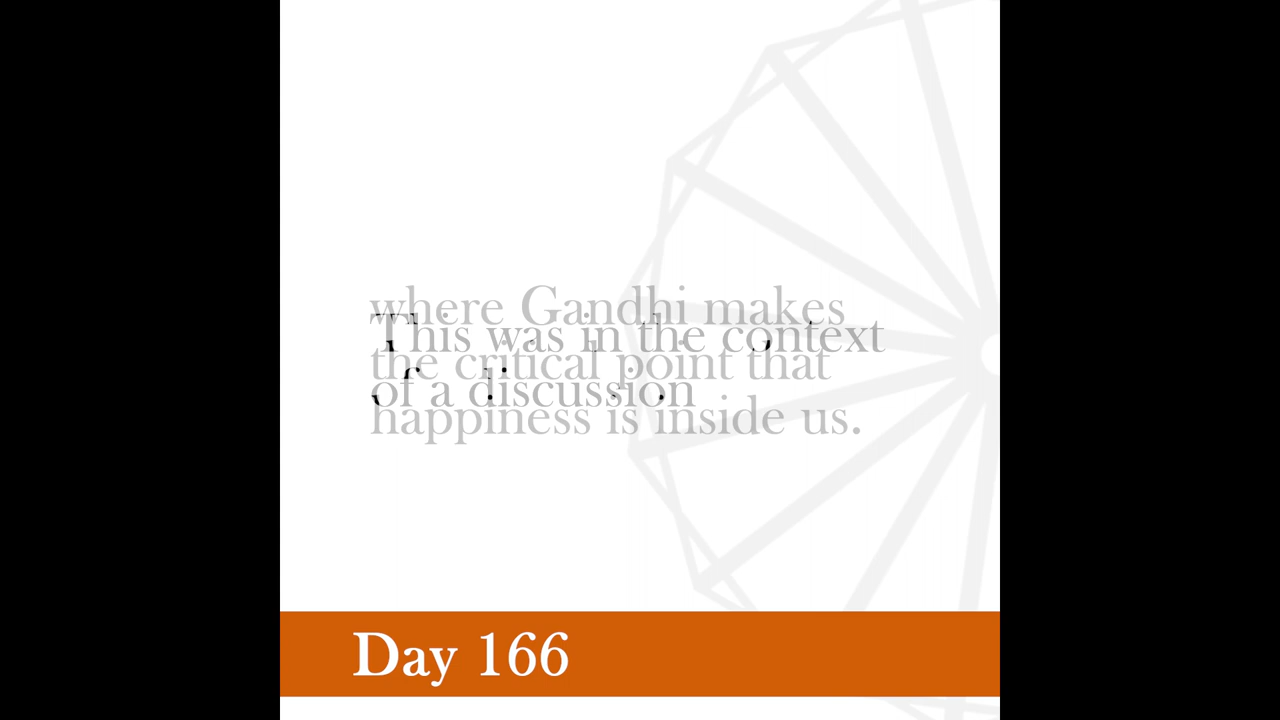 This was in the context
of a discussion
where Gandhi makes
the critical point that
happiness is inside us.
Day 166